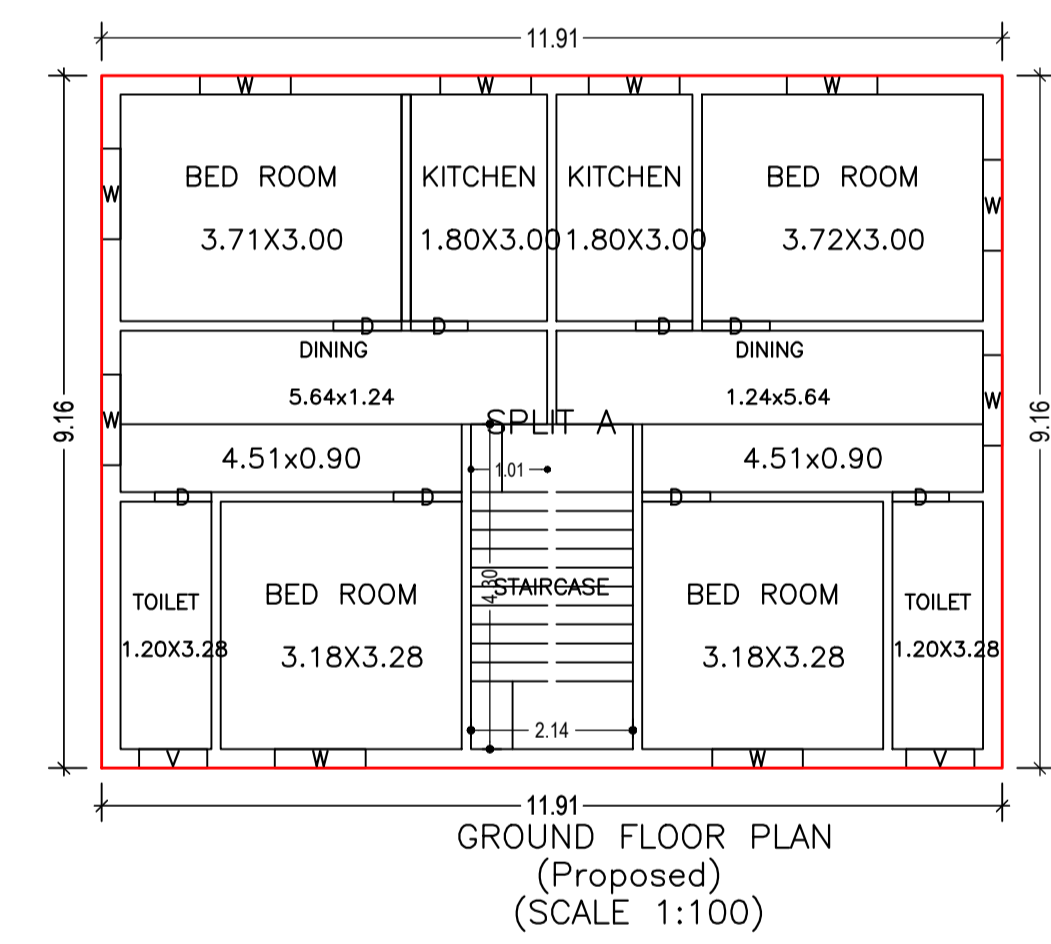 11.91
W W W W
BED ROOM KITCHEN KITCHEN BED ROOM
W W
3.71X3.00 1.80X3.00 1.80X3.00 3.72X3.00
D D D D
DINING DINING
5.64x1.24 1.24x5.64
9.16 W SPLIT A W 9.16
4.51x0.90 1.01 4.51x0.90
D D D D
4.30 STAIRCASE
TOILET BED ROOM BED ROOM TOILET
1.20X3.28 3.18X3.28 3.18X3.28 1.20X3.28
2.14
V W W V
11.91
GROUND FLOOR PLAN
(Proposed)
(SCALE 1:100)